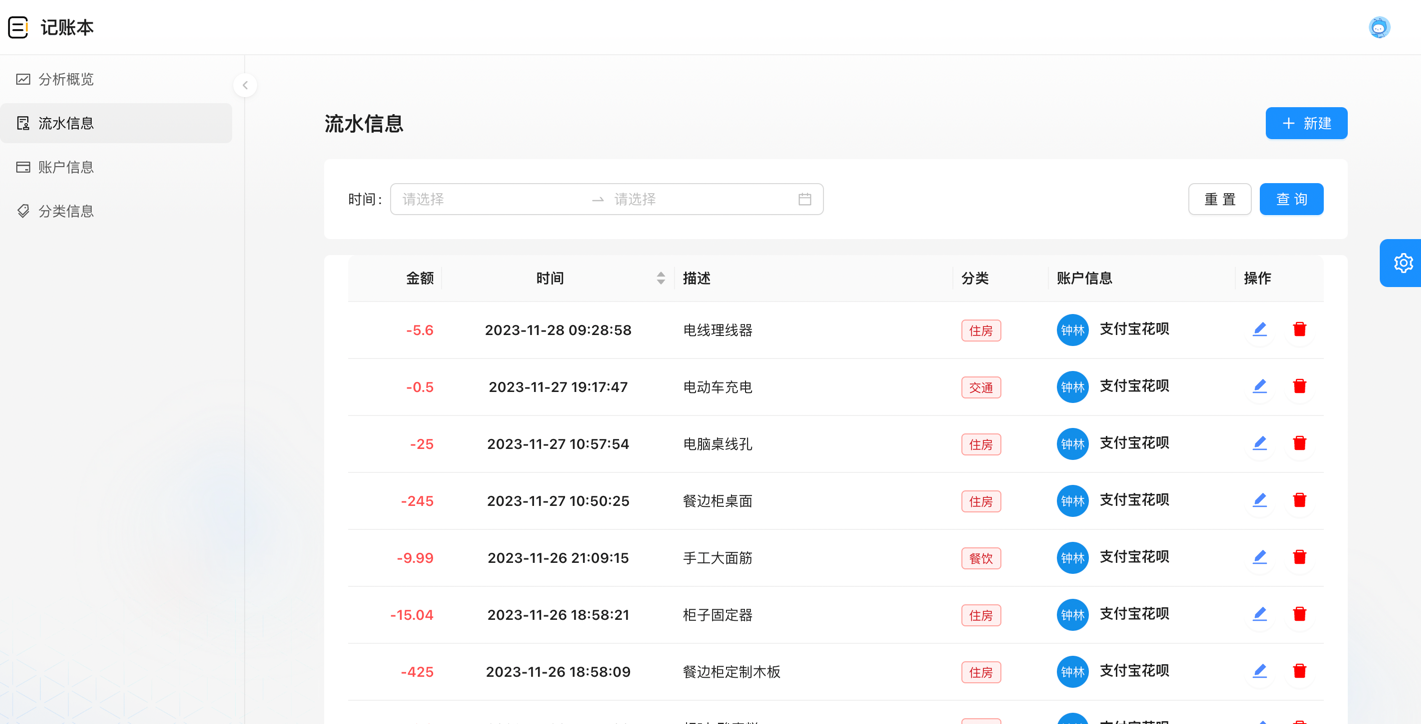 记账本
分析概览
流水信息
账户信息
分类信息
流水信息
新建
时间: 请选择 请选择 重 置 查 询
金额 时间 描述 分类 账户信息 操作
-5.6 2023-11-28 09:28:58 电线理线器 住房 钟林 支付宝花呗
-0.5 2023-11-27 19:17:47 电动车充电 交通 钟林 支付宝花呗
-25 2023-11-27 10:57:54 电脑桌线孔 住房 钟林 支付宝花呗
-245 2023-11-27 10:50:25 餐边柜桌面 住房 钟林 支付宝花呗
-9.99 2023-11-26 21:09:15 手工大面筋 餐饮 钟林 支付宝花呗
-15.04 2023-11-26 18:58:21 柜子固定器 住房 钟林 支付宝花呗
-425 2023-11-26 18:58:09 餐边柜定制木板 住房 钟林 支付宝花呗